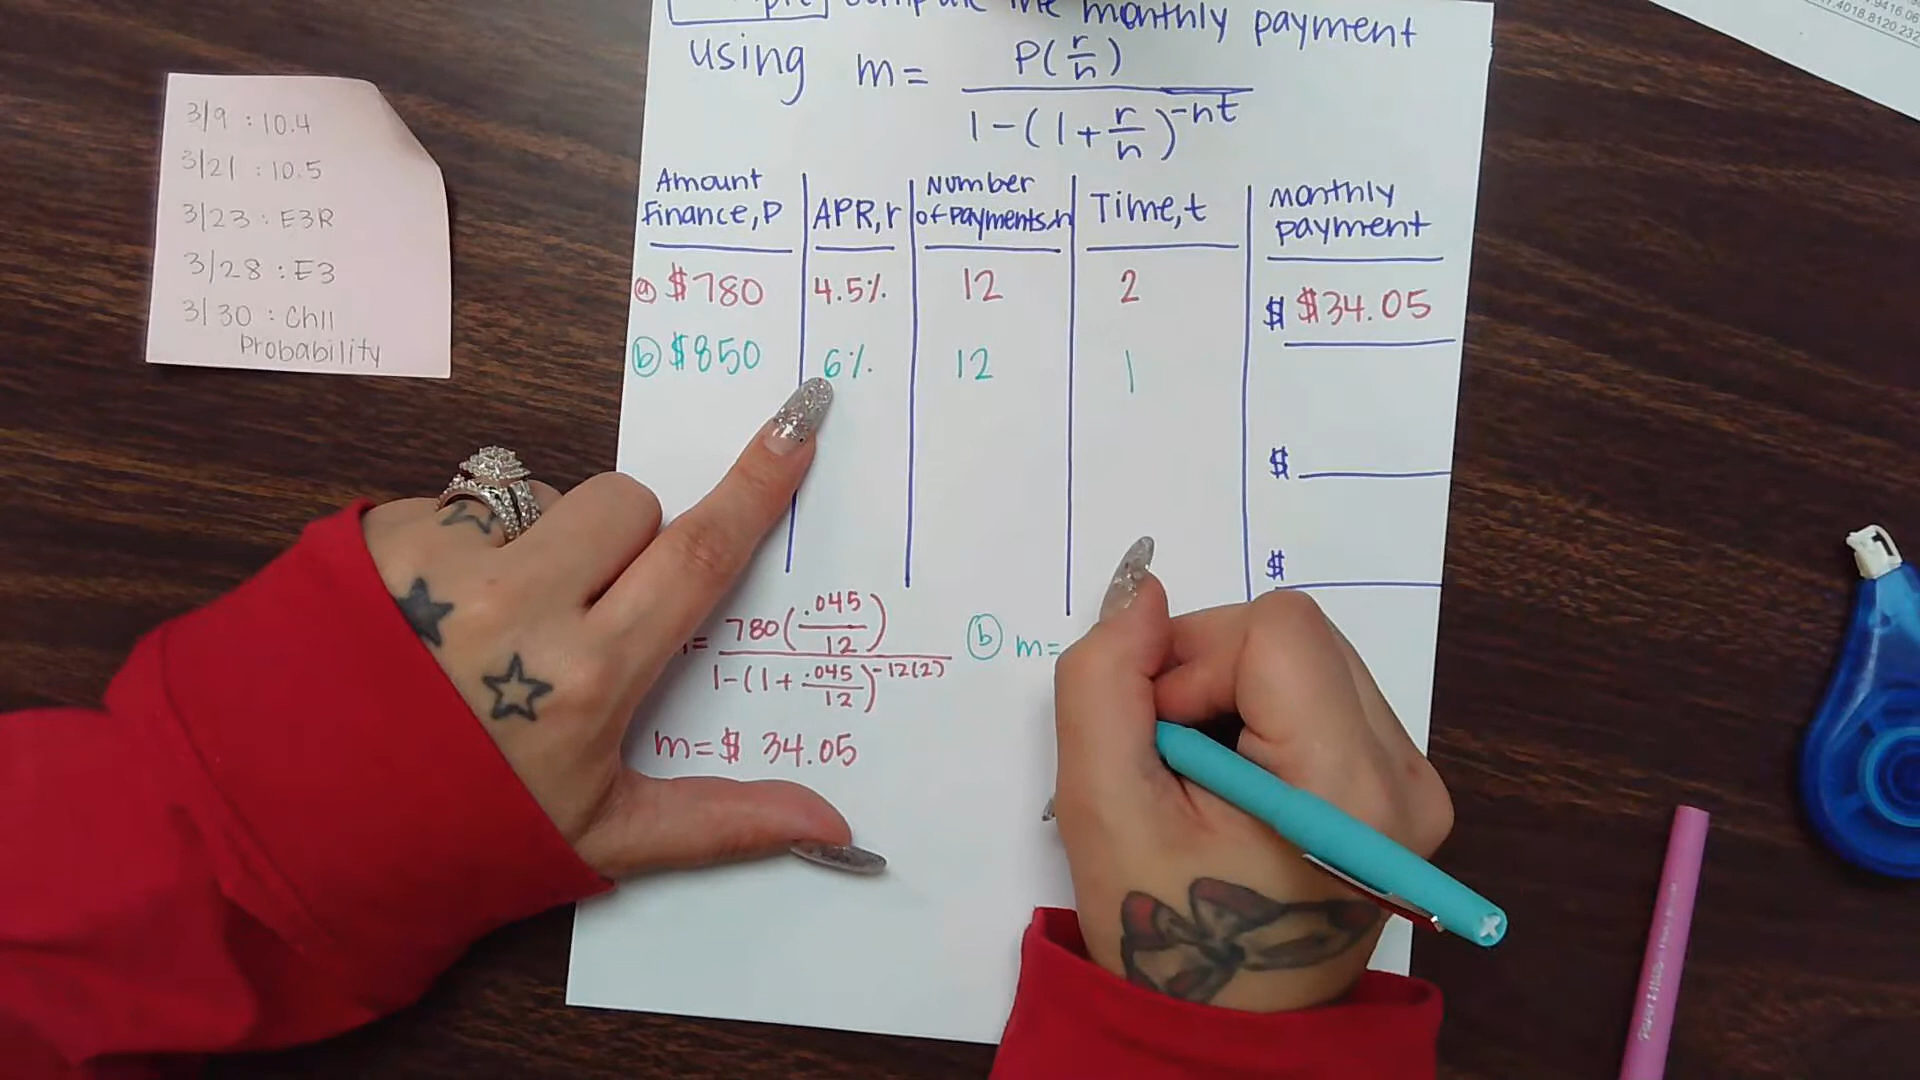 monthly payment
using m = P(r/n)
1-(1+r/n)^-nt
Amount Finance, P
APR, r
Number of payments, n
Time, t
monthly payment
ⓐ $780 4.5% 12 2 $ $34.05
ⓑ $850 6% 12 1
$
$
= 780(.045/12)
1-(1+.045/12)^-12(2)
m=$ 34.05
ⓑ m=
3/9 : 10.4
3/21 : 10.5
3/23 : E3R
3/28 : E3
3/30 : Ch11
Probability